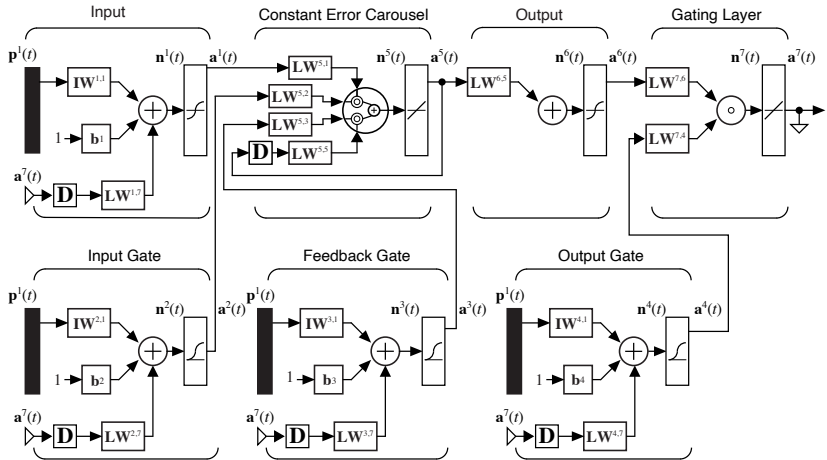 Input
Constant Error Carousel
Output
Gating Layer
p¹(t)
n¹(t)
a¹(t)
n⁵(t)
a⁵(t)
n⁶(t)
a⁶(t)
n⁷(t)
a⁷(t)
IW¹,¹
LW⁵,¹
LW⁵,²
LW⁶,⁵
LW⁷,⁶
1
b¹
LW⁵,³
LW⁷,⁴
D
LW⁵,⁵
a⁷(t)
D
LW¹,⁷
Input Gate
Feedback Gate
Output Gate
p¹(t)
n²(t)
a²(t)
p¹(t)
n³(t)
a³(t)
p¹(t)
n⁴(t)
a⁴(t)
IW²,¹
IW³,¹
IW⁴,¹
1
b²
1
b³
1
b⁴
a⁷(t)
D
LW²,⁷
a⁷(t)
D
LW³,⁷
a⁷(t)
D
LW⁴,⁷